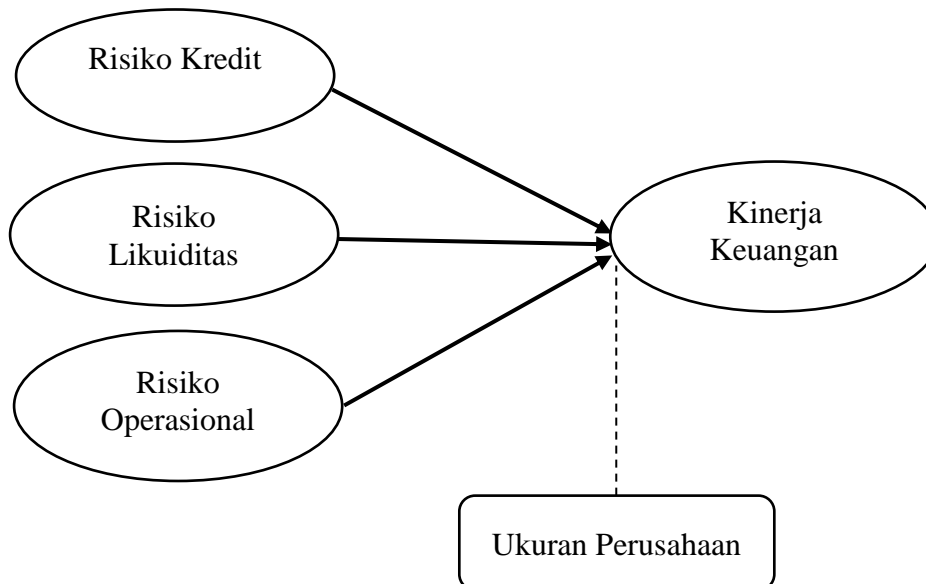 Risiko Kredit
Risiko
Likuiditas
Risiko
Operasional
Kinerja
Keuangan
Ukuran Perusahaan